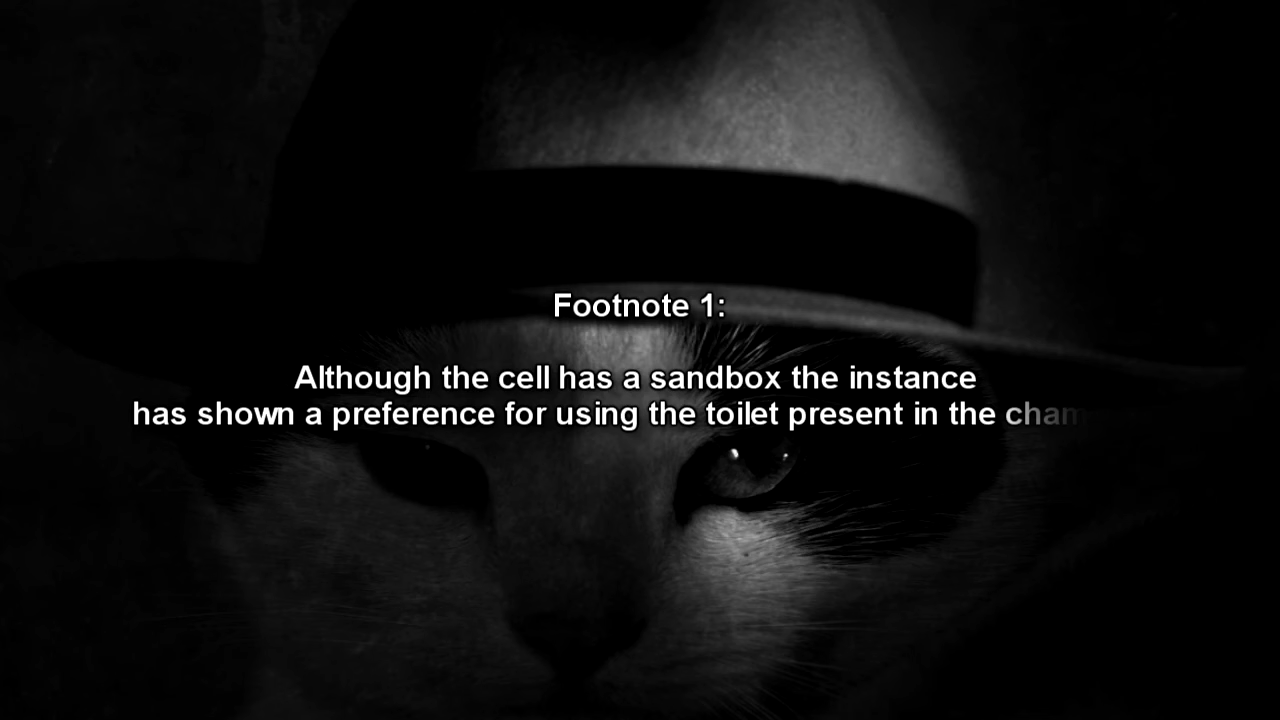 Footnote 1:
Although the cell has a sandbox the instance
has shown a preference for using the toilet present in the